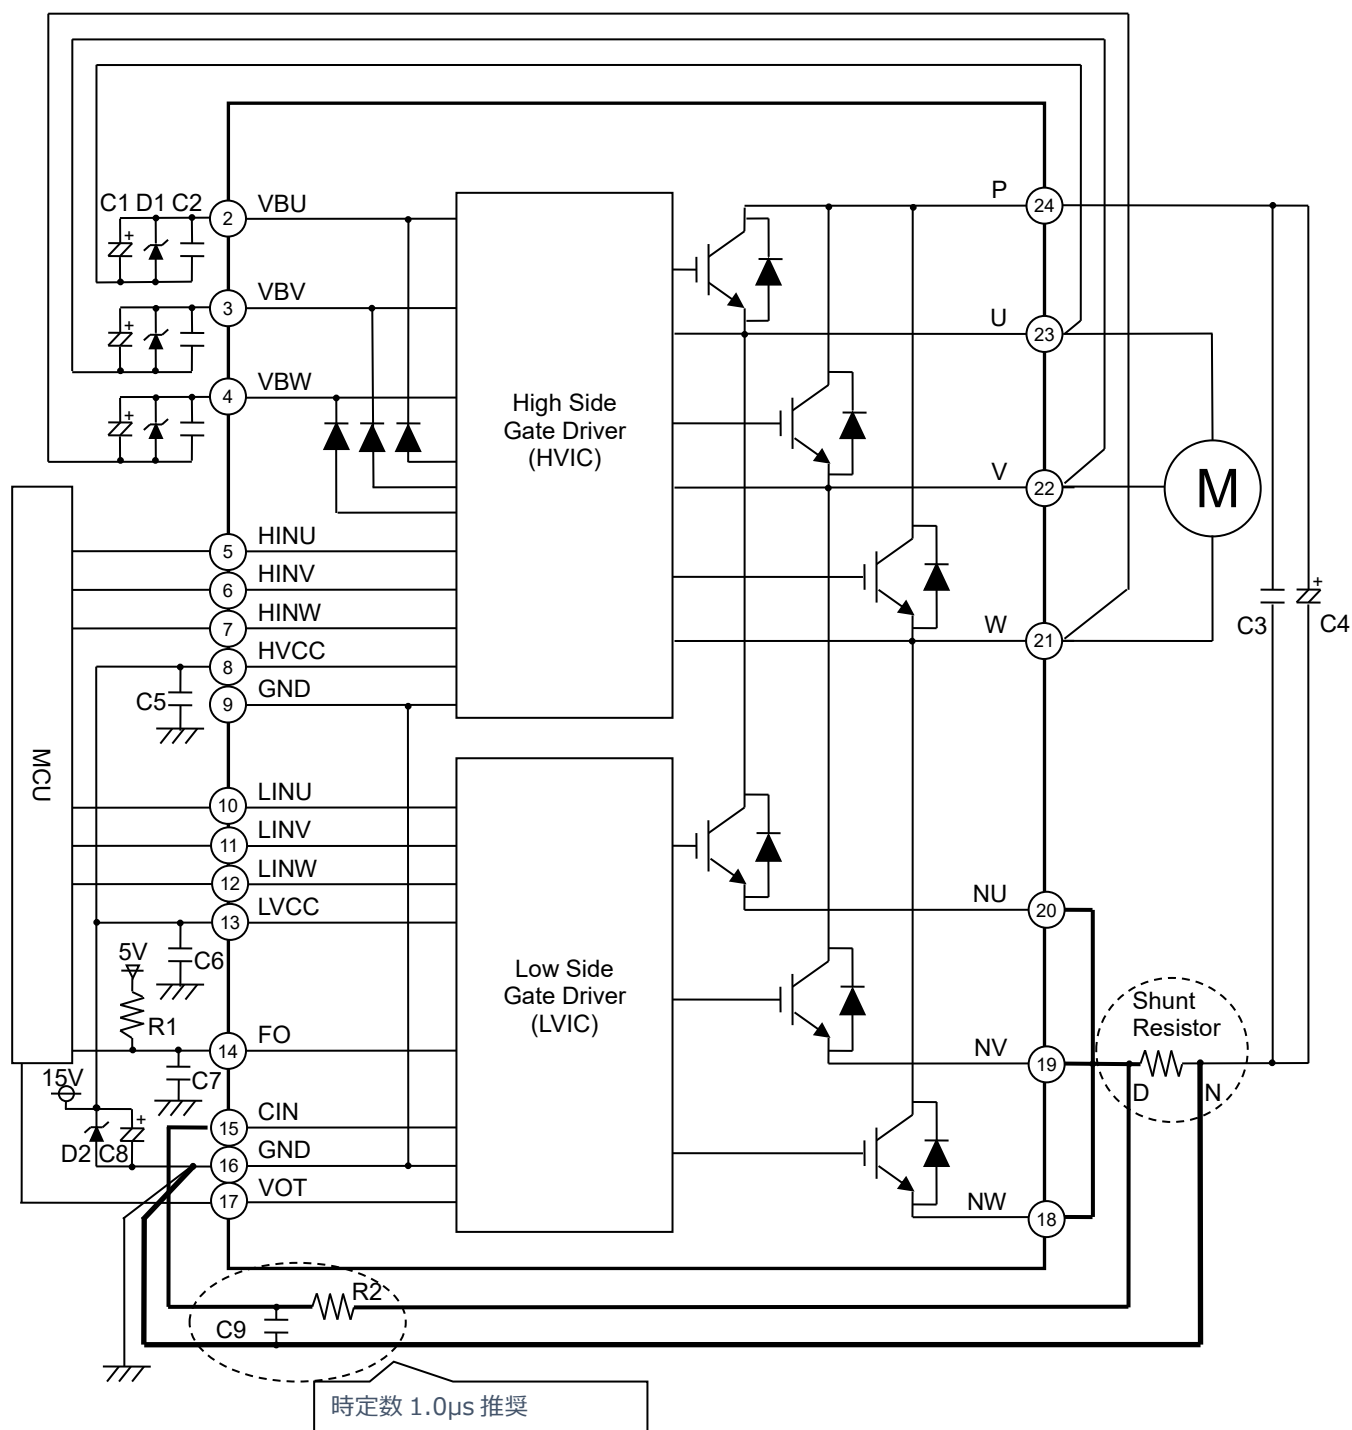 C1 D1 C2
+
2
VBU
P
24
+
3
VBV
U
23
+
4
VBW
High Side
Gate Driver
(HVIC)
V
22
M
5
HINU
6
HINV
7
HINW
8
HVCC
9
GND
C5
W
21
C3
+
C4
MCU
10
LINU
11
LINV
12
LINW
13
LVCC
5V
C6
R1
14
FO
C7
15V
Low Side
Gate Driver
(LVIC)
NU
20
Shunt
Resistor
NV
19
D
N
15
CIN
+
D2
C8
16
GND
17
VOT
NW
18
R2
C9
時定数 1.0μs 推奨